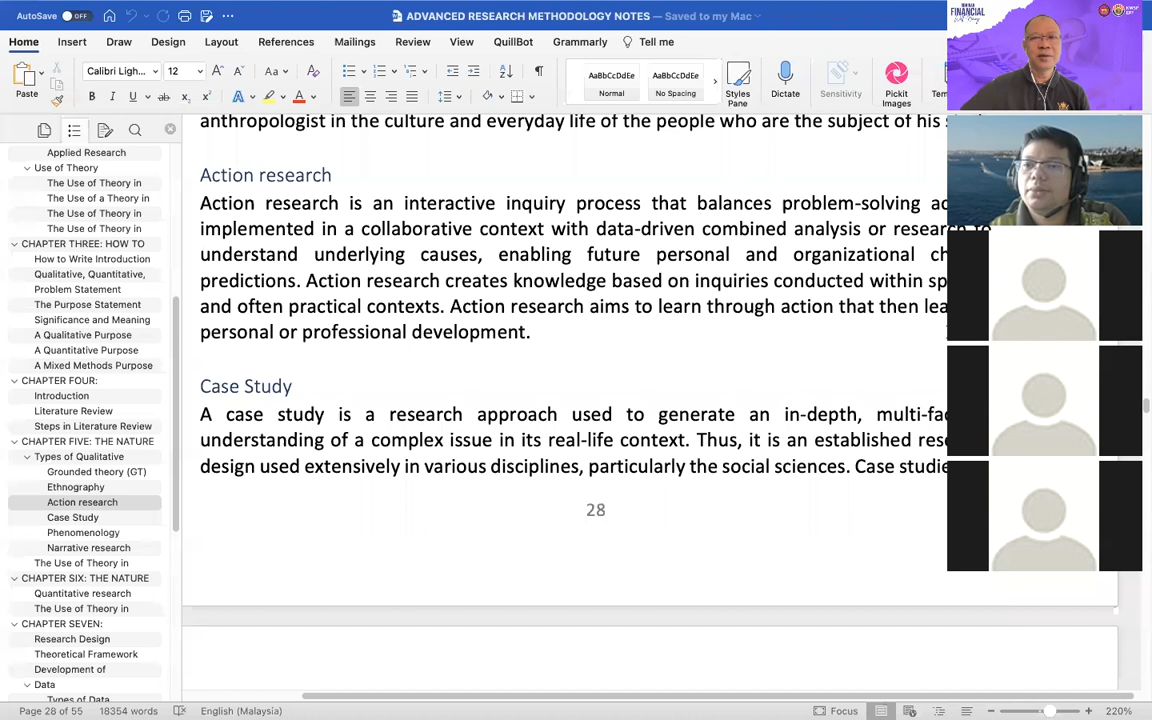 AutoSave OFF
ADVANCED RESEARCH METHODOLOGY NOTES — Saved to my Mac
Home Insert Draw Design Layout References Mailings Review View QuillBot Grammarly Tell me
Paste
Calibri Ligh... 12
AaBbCcDdEe
Normal
AaBbCcDdEe
No Spacing
Styles
Pane
Dictate
Sensitivity
Pickit
Images
FINANCIAL
Applied Research
Use of Theory
The Use of Theory in
The Use of a Theory in
The Use of Theory in
The Use of Theory in
CHAPTER THREE: HOW TO
How to Write Introduction
Qualitative, Quantitative,
Problem Statement
The Purpose Statement
Significance and Meaning
A Qualitative Purpose
A Quantitative Purpose
A Mixed Methods Purpose
CHAPTER FOUR:
Introduction
Literature Review
Steps in Literature Review
CHAPTER FIVE: THE NATURE
Types of Qualitative
Grounded theory (GT)
Ethnography
Action research
Case Study
Phenomenology
Narrative research
The Use of Theory in
CHAPTER SIX: THE NATURE
Quantitative research
The Use of Theory in
CHAPTER SEVEN:
Research Design
Theoretical Framework
Development of
Data
Types of Data
anthropologist in the culture and everyday life of the people who are the subject of his
Action research
Action research is an interactive inquiry process that balances problem-solving
implemented in a collaborative context with data-driven combined analysis or research to
understand underlying causes, enabling future personal and organizational
predictions. Action research creates knowledge based on inquiries conducted within
and often practical contexts. Action research aims to learn through action that then
personal or professional development.
Case Study
A case study is a research approach used to generate an in-depth,
understanding of a complex issue in its real-life context. Thus, it is an established
design used extensively in various disciplines, particularly the social sciences. Case
28
Page 28 of 55 18354 words English (Malaysia) Focus 220%